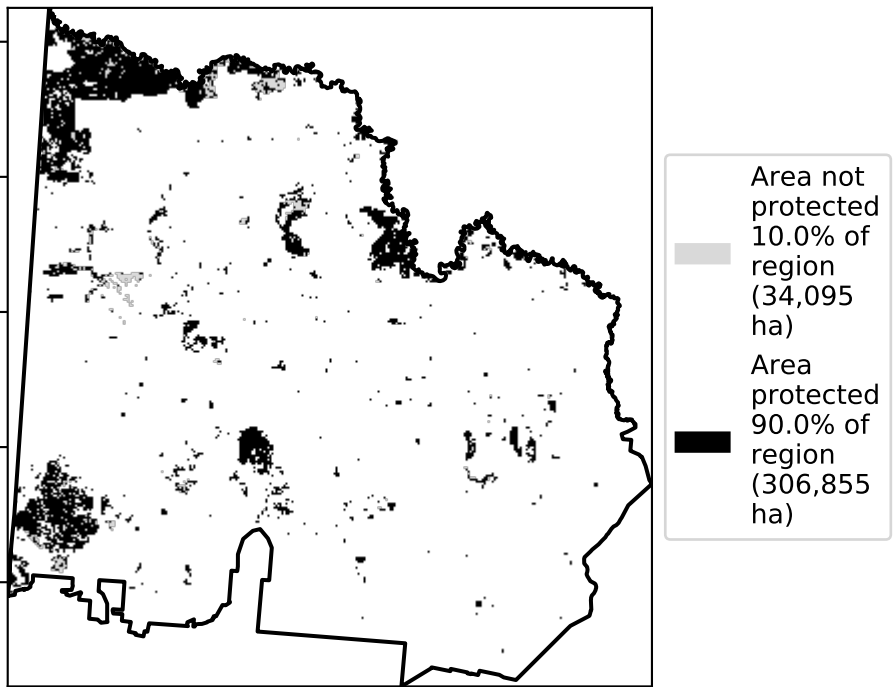 Area not
protected
10.0% of
region
(34,095
ha)
Area
protected
90.0% of
region
(306,855
ha)